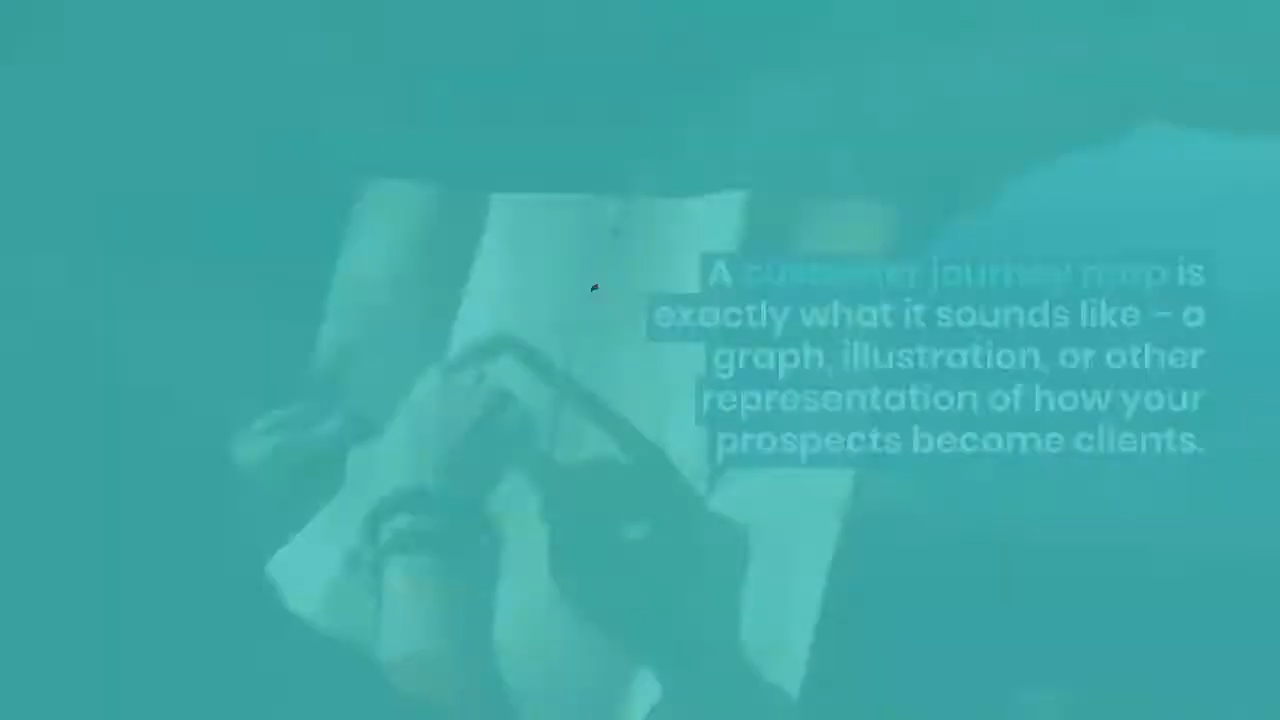 A customer journey map is
exactly what it sounds like – a
graph, illustration, or other
representation of how your
prospects become clients.